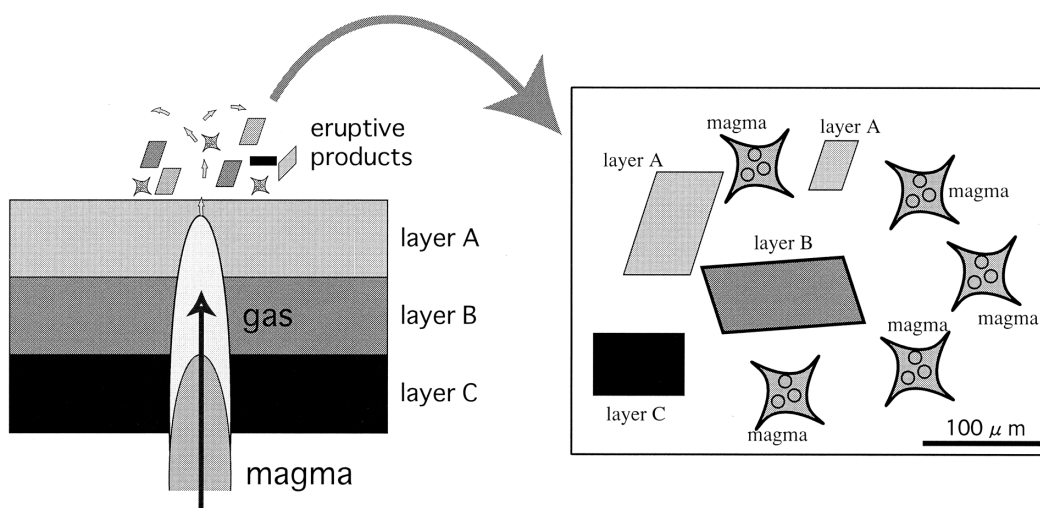 eruptive
products
layer A
gas
layer B
layer C
magma
magma
layer A
layer A
magma
layer B
magma
magma
layer C
magma
100 μ m